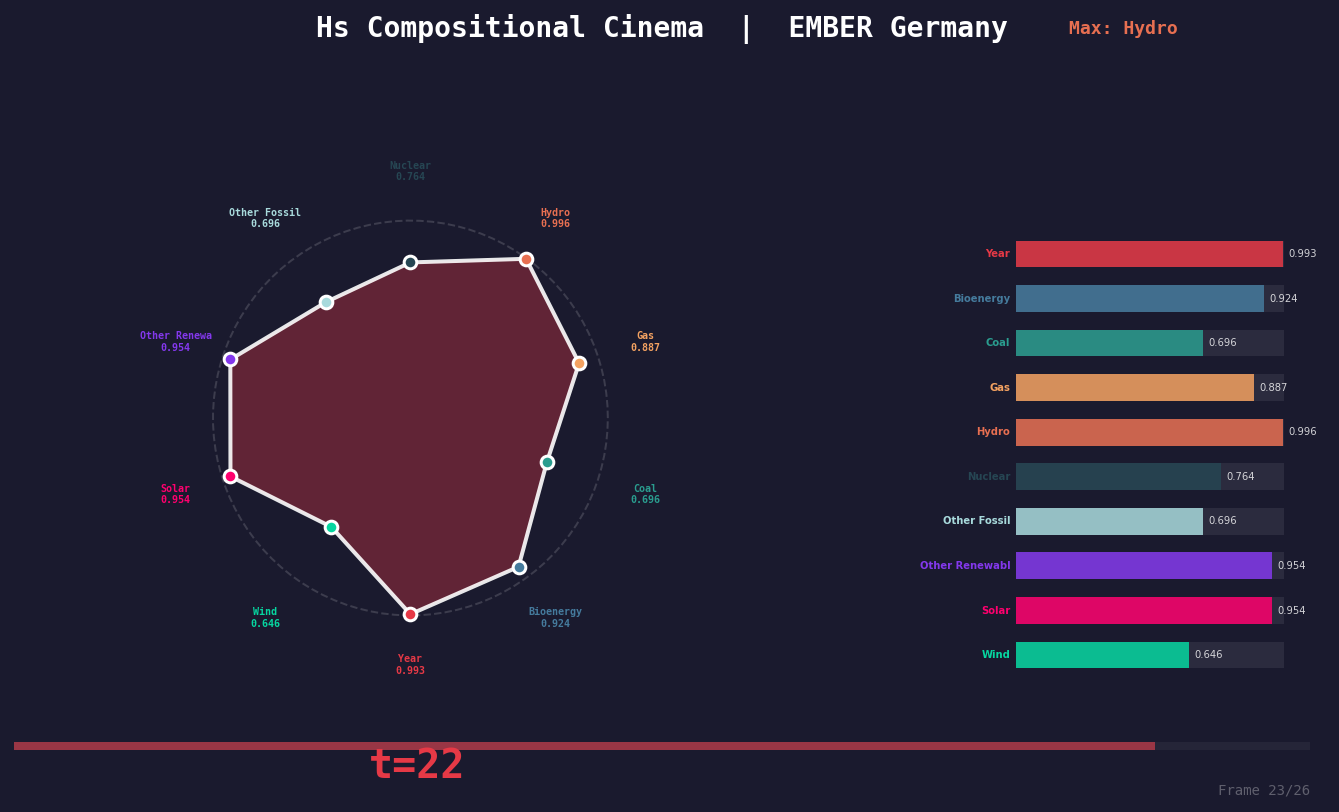 Hs Compositional Cinema  |  EMBER Germany
Max: Hydro
Nuclear
0.764
Other Fossil
0.696
Hydro
0.996
Other Renewa
0.954
Gas
0.887
Solar
0.954
Coal
0.696
Wind
0.646
Bioenergy
0.924
Year
0.993
Year 0.993
Bioenergy 0.924
Coal 0.696
Gas 0.887
Hydro 0.996
Nuclear 0.764
Other Fossil 0.696
Other Renewabl 0.954
Solar 0.954
Wind 0.646
t=22
Frame 23/26